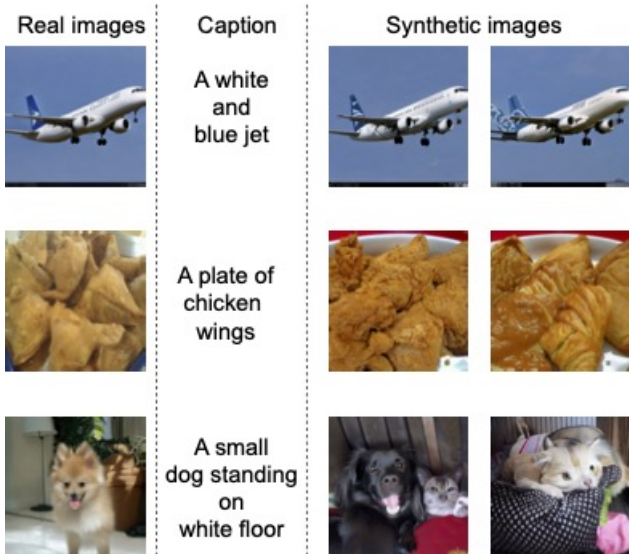 Real images
Caption
Synthetic images
A white
and
blue jet
A plate of
chicken
wings
A small
dog standing
on
white floor